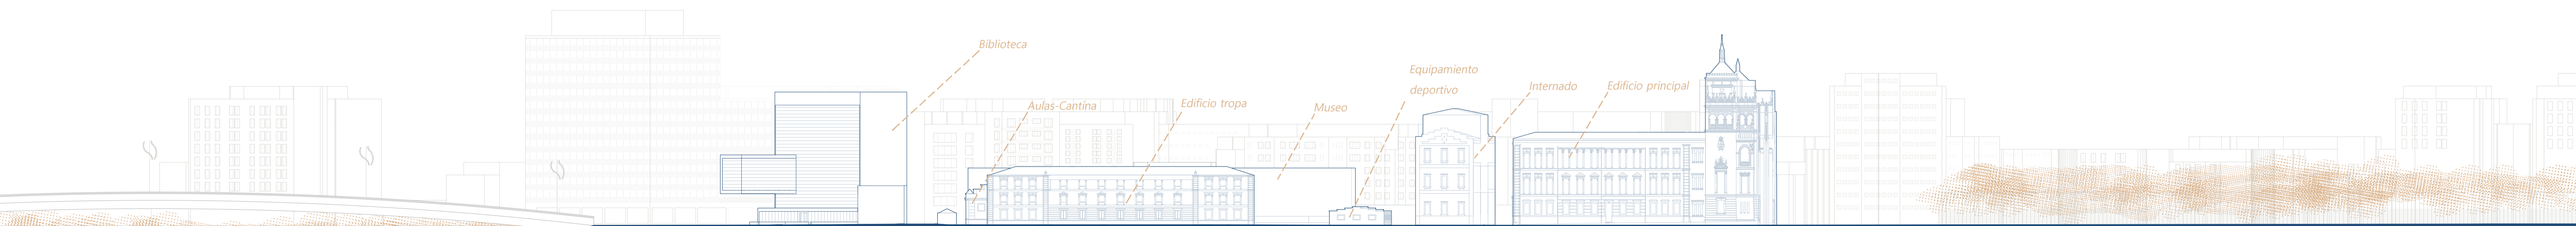 Biblioteca
Aulas-Cantina
Edificio tropa
Museo
Equipamiento
deportivo
Internado
Edificio principal